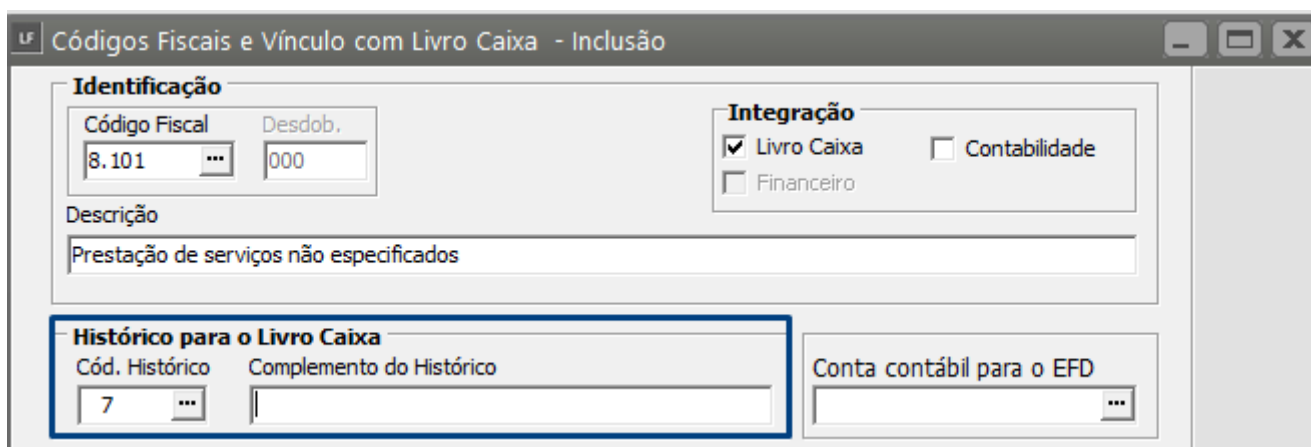 LF Códigos Fiscais e Vínculo com Livro Caixa - Inclusão
Identificação
Código Fiscal Desdob.
8.101 ... 000
Integração
Livro Caixa Contabilidade
Financeiro
Descrição
Prestação de serviços não especificados
Histórico para o Livro Caixa
Cód. Histórico Complemento do Histórico
7 ...
Conta contábil para o EFD
...